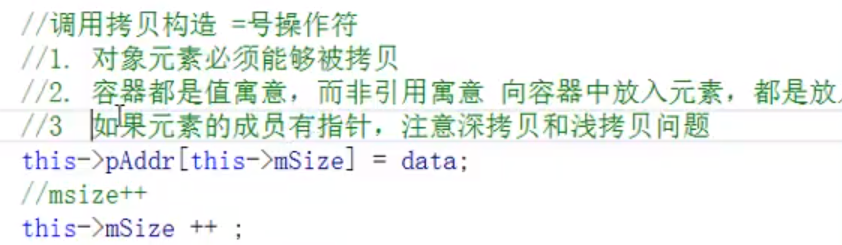 //调用拷贝构造 =号操作符
//1. 对象元素必须能够被拷贝
//2. 容器都是值寓意，而非引用寓意 向容器中放入元素，都是放
//3 如果元素的成员有指针，注意深拷贝和浅拷贝问题
this->pAddr[this->mSize] = data;
//msize++
this->mSize ++ ;